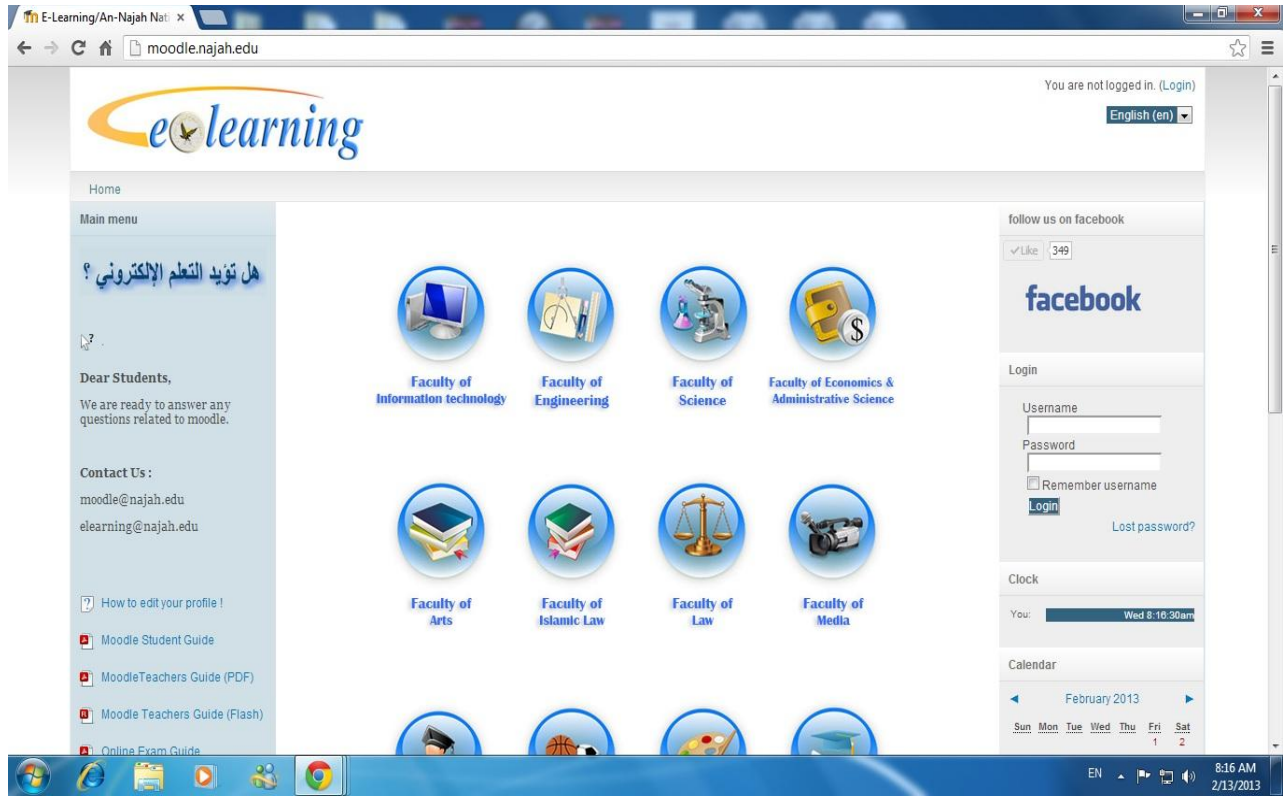 E-Learning/An-Najah Nati
moodle.najah.edu
You are not logged in. (Login)
e learning
English (en)
Home
Main menu
هل تؤيد التعلم الإلكتروني ؟
? .
Dear Students,
We are ready to answer any
questions related to moodle.
Contact Us :
moodle@najah.edu
elearning@najah.edu
How to edit your profile !
Moodle Student Guide
MoodleTeachers Guide (PDF)
Moodle Teachers Guide (Flash)
Online Exam Guide
Faculty of
Information technology
Faculty of
Engineering
Faculty of
Science
$
Faculty of Economics &
Administrative Science
Faculty of
Arts
Faculty of
Islamic Law
Faculty of
Law
Faculty of
Media
follow us on facebook
Like 349
facebook
Login
Username
Password
Remember username
Login
Lost password?
Clock
You: Wed 8:16:30am
Calendar
◄ February 2013 ►
Sun Mon Tue Wed Thu Fri Sat
1 2
EN
8:16 AM
2/13/2013